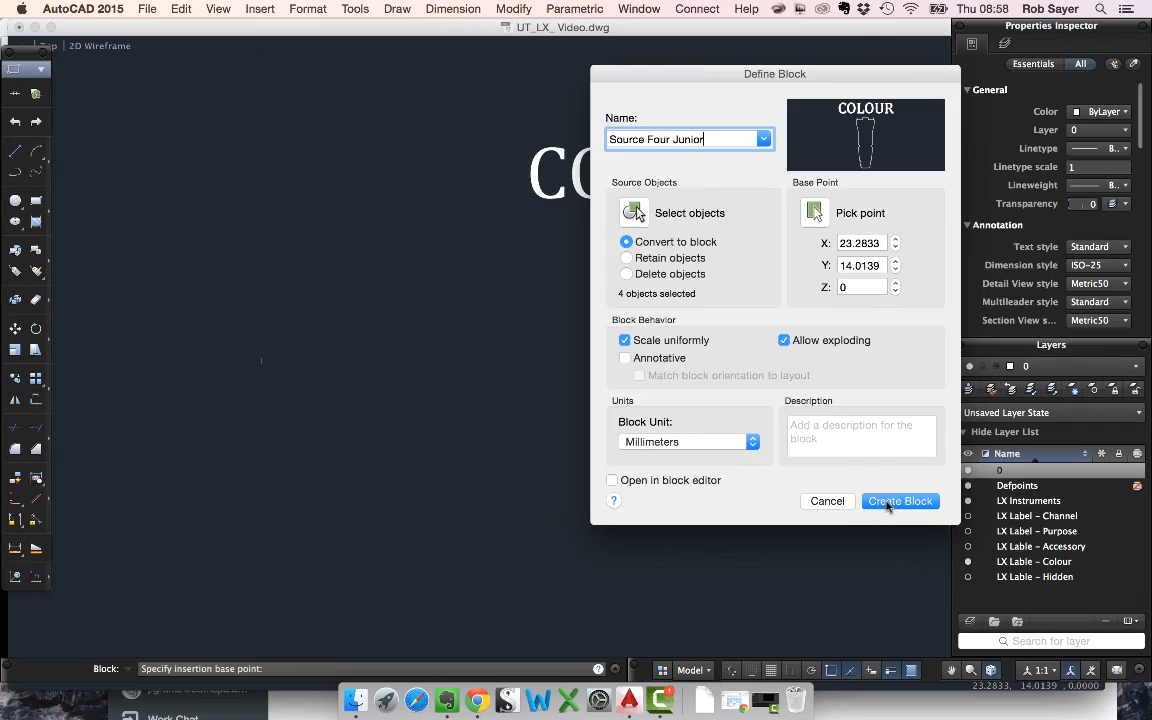 AutoCAD 2015 File Edit View Insert Format Tools Draw Dimension Modify Parametric Window Connect Help Thu 08:58 Rob Sayer
UT_LX_ Video.dwg
Top 2D Wireframe
Define Block
Name:
Source Four Junior
COLOUR
CO
Source Objects
Select objects
Convert to block
Retain objects
Delete objects
4 objects selected
Base Point
Pick point
X: 23.2833
Y: 14.0139
Z: 0
Block Behavior
Scale uniformly
Allow exploding
Annotative
Match block orientation to layout
Units
Block Unit:
Millimeters
Description
Add a description for the
block
Open in block editor
?
Cancel
Create Block
Properties Inspector
Essentials All
General
Color ByLayer
Layer 0
Linetype B..
Linetype scale 1
Lineweight B..
Transparency 0
Annotation
Text style Standard
Dimension style ISO-25
Detail View style Metric50
Multileader style Standard
Section View s... Metric50
Layers
0
Unsaved Layer State
Hide Layer List
Name
0
Defpoints
LX Instruments
LX Label - Channel
LX Label - Purpose
LX Lable - Accessory
LX Lable - Colour
LX Lable - Hidden
Search for layer
Block: Specify insertion base point:
?
Model
1:1
23.2833, 14.0139, 0.0000
Work Chat